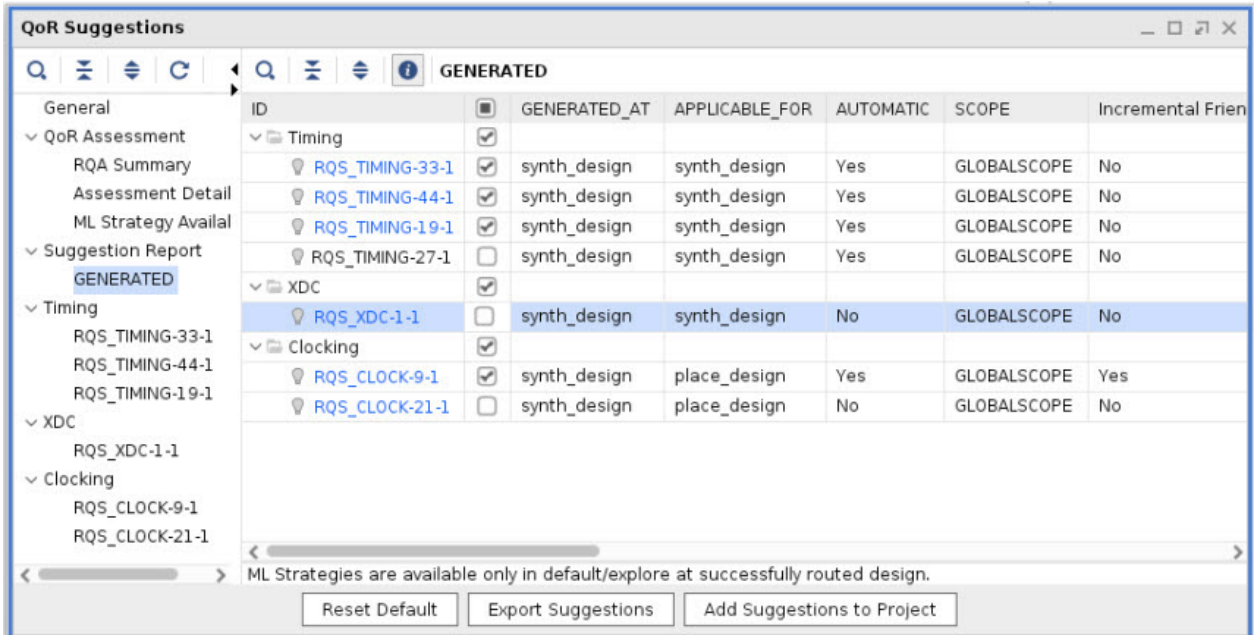 QoR Suggestions
GENERATED
General
QoR Assessment
RQA Summary
Assessment Detail
ML Strategy Availal
Suggestion Report
GENERATED
Timing
RQS_TIMING-33-1
RQS_TIMING-44-1
RQS_TIMING-19-1
XDC
RQS_XDC-1-1
Clocking
RQS_CLOCK-9-1
RQS_CLOCK-21-1
ID GENERATED_AT APPLICABLE_FOR AUTOMATIC SCOPE Incremental Frien
Timing
RQS_TIMING-33-1 synth_design synth_design Yes GLOBALSCOPE No
RQS_TIMING-44-1 synth_design synth_design Yes GLOBALSCOPE No
RQS_TIMING-19-1 synth_design synth_design Yes GLOBALSCOPE No
RQS_TIMING-27-1 synth_design synth_design Yes GLOBALSCOPE No
XDC
RQS_XDC-1-1 synth_design synth_design No GLOBALSCOPE No
Clocking
RQS_CLOCK-9-1 synth_design place_design Yes GLOBALSCOPE Yes
RQS_CLOCK-21-1 synth_design place_design No GLOBALSCOPE No
ML Strategies are available only in default/explore at successfully routed design.
Reset Default Export Suggestions Add Suggestions to Project